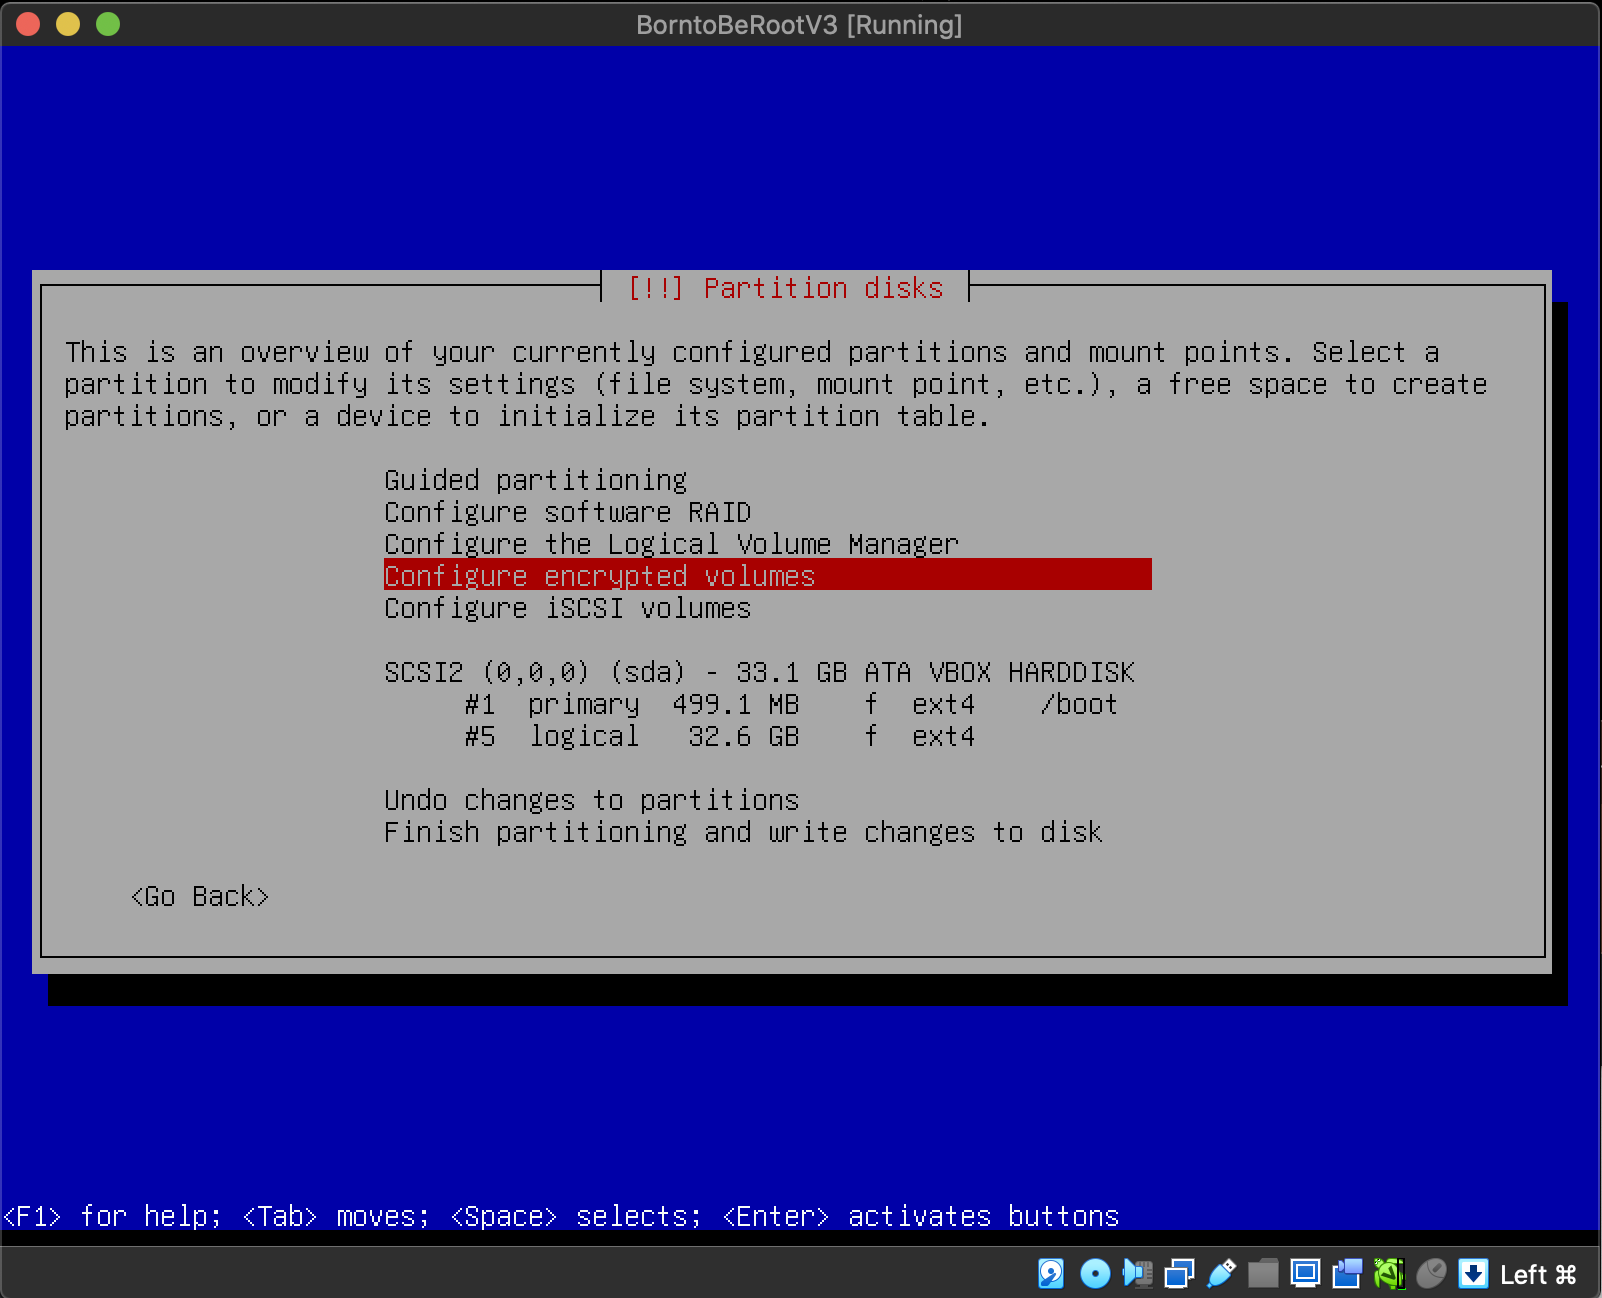 BorntoBeRootV3 [Running]
[!!] Partition disks
This is an overview of your currently configured partitions and mount points. Select a
partition to modify its settings (file system, mount point, etc.), a free space to create
partitions, or a device to initialize its partition table.
Guided partitioning
Configure software RAID
Configure the Logical Volume Manager
Configure encrypted volumes
Configure iSCSI volumes
SCSI2 (0,0,0) (sda) - 33.1 GB ATA VBOX HARDDISK
#1 primary 499.1 MB f ext4 /boot
#5 logical 32.6 GB f ext4
Undo changes to partitions
Finish partitioning and write changes to disk
<Go Back>
<F1> for help; <Tab> moves; <Space> selects; <Enter> activates buttons
Left ⌘